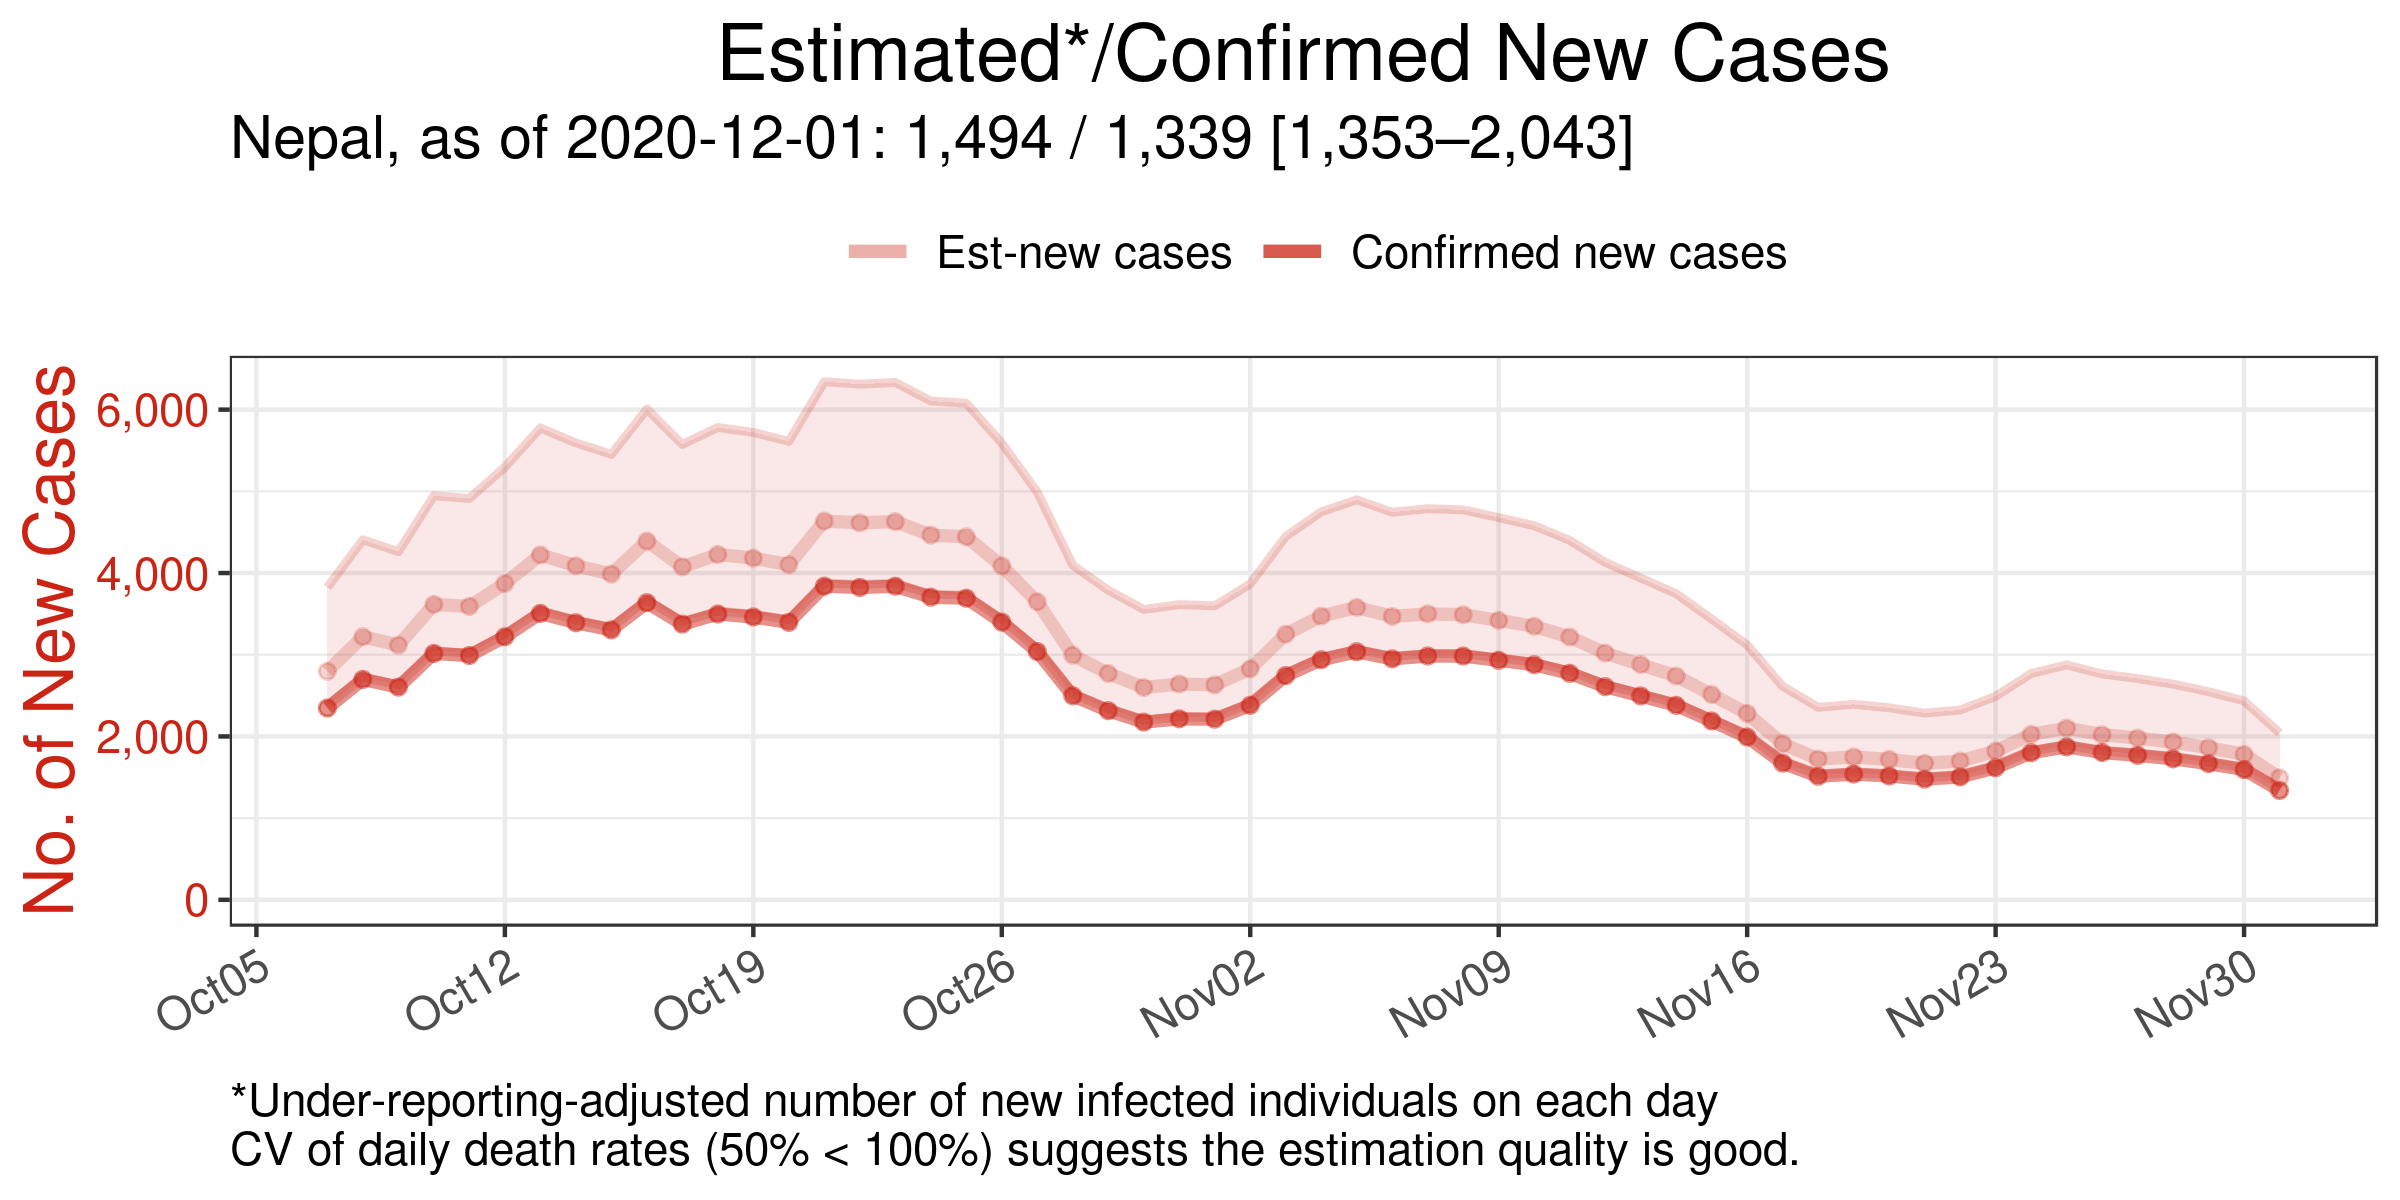 Estimated*/Confirmed New Cases
Nepal, as of 2020-12-01: 1,494 / 1,339 [1,353–2,043]
Est-new cases
Confirmed new cases
No. of New Cases
6,000
4,000
2,000
0
Oct05
Oct12
Oct19
Oct26
Nov02
Nov09
Nov16
Nov23
Nov30
*Under-reporting-adjusted number of new infected individuals on each day
CV of daily death rates (50% < 100%) suggests the estimation quality is good.